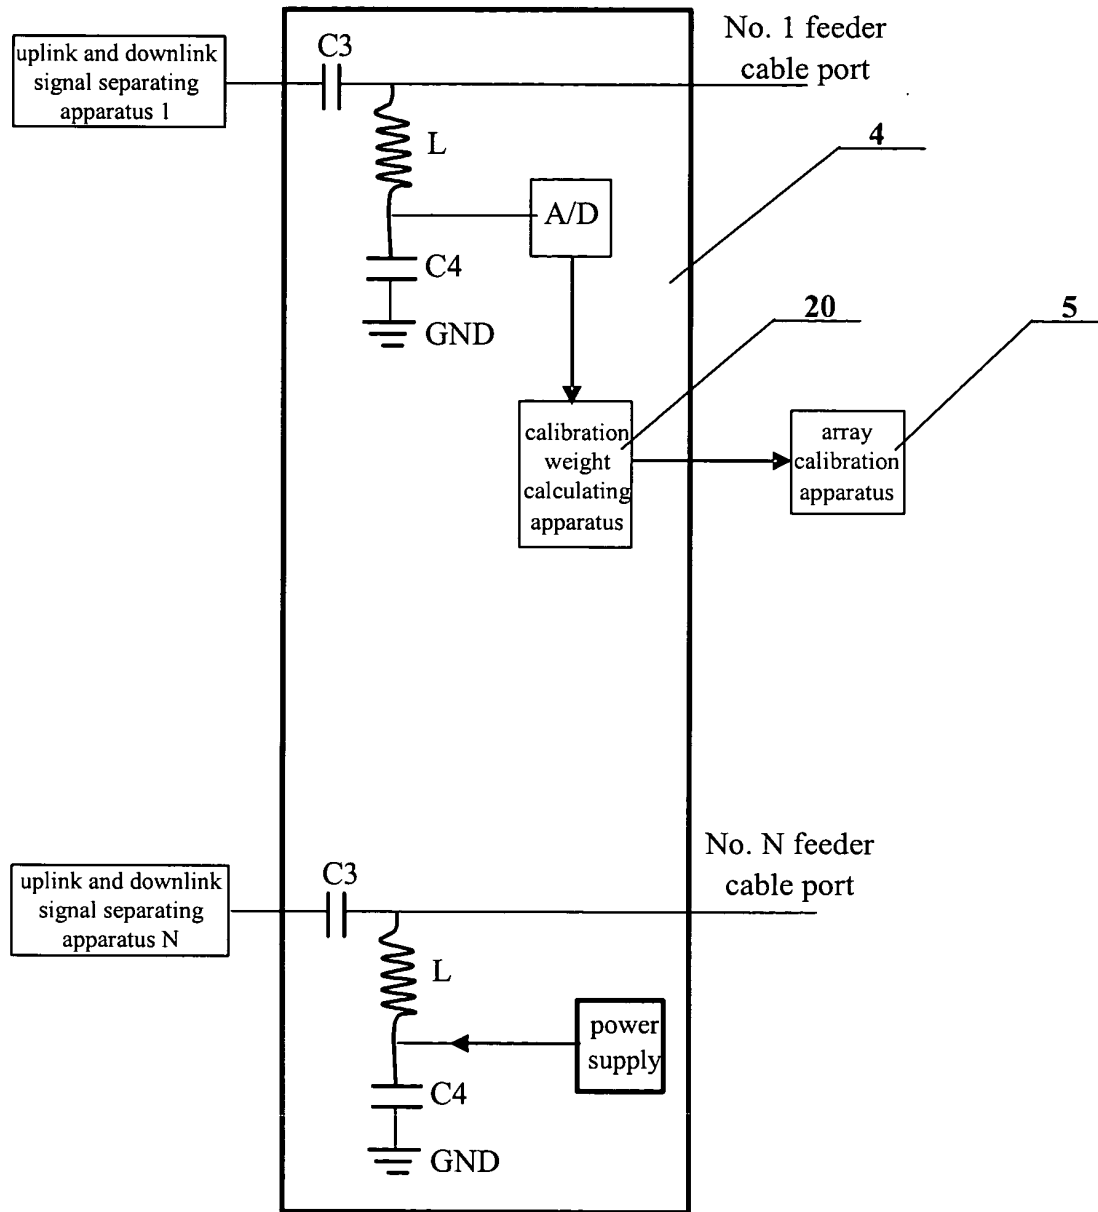 uplink and downlink
signal separating
apparatus 1
C3
No. 1 feeder
cable port
L
A/D
4
C4
GND
20
5
calibration
weight
calculating
apparatus
array
calibration
apparatus
uplink and downlink
signal separating
apparatus N
C3
No. N feeder
cable port
L
power
supply
C4
GND